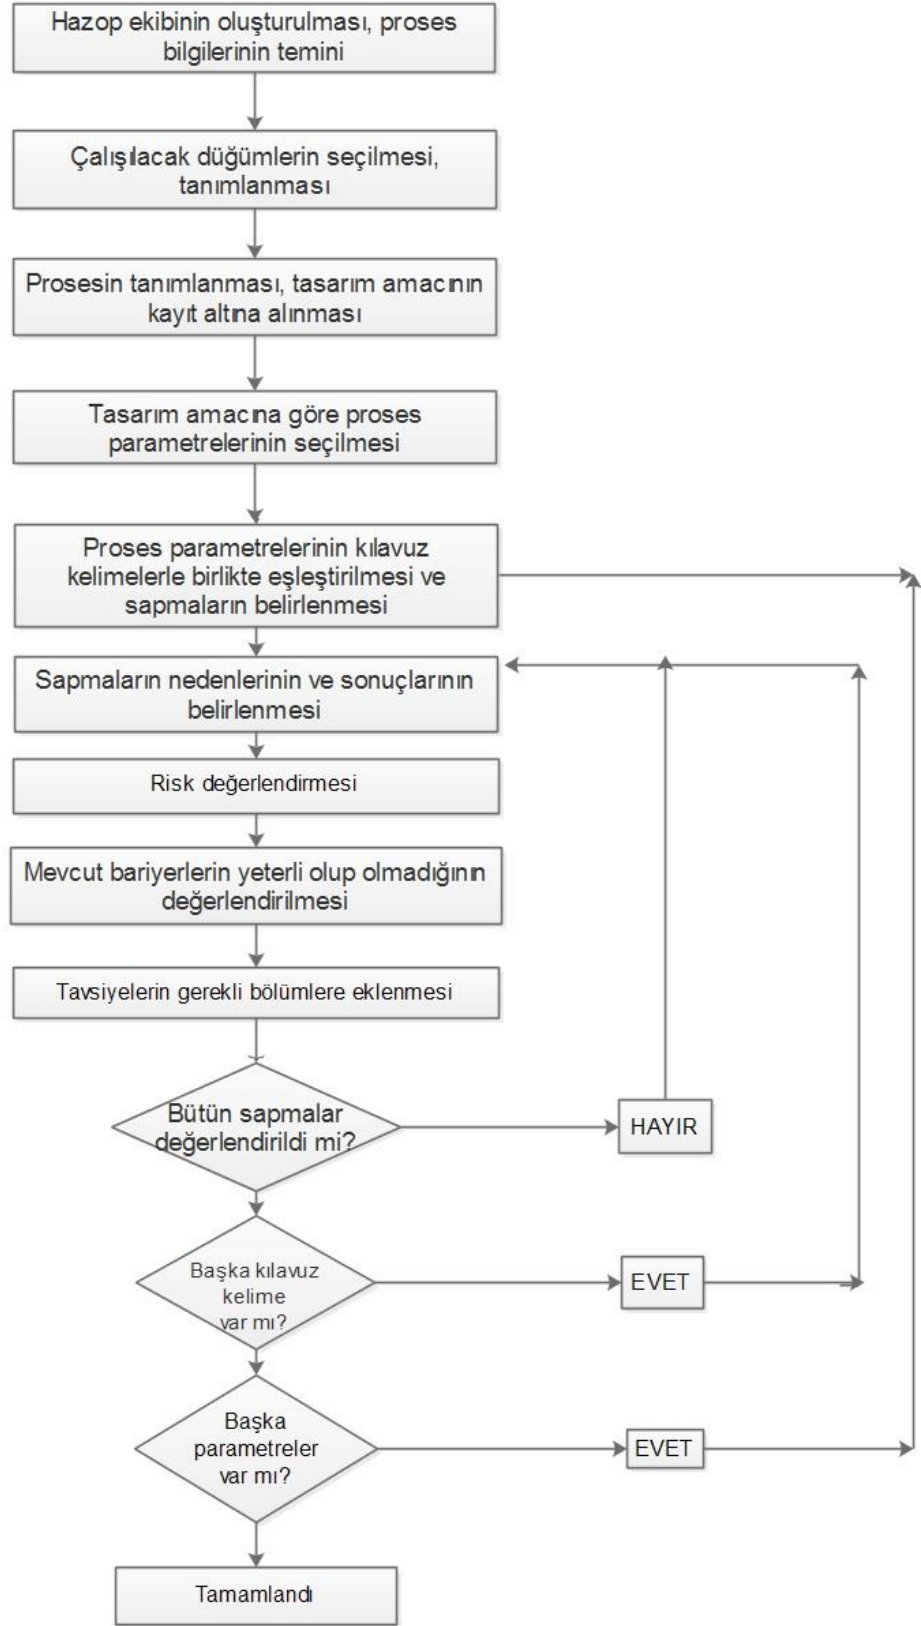 Hazop ekibinin oluşturulması, proses
bilgilerinin temini
Çalışılacak düğümlerin seçilmesi,
tanımlanması
Prosesin tanımlanması, tasarım amacının
kayıt altına alınması
Tasarım amacına göre proses
parametrelerinin seçilmesi
Proses parametrelerinin kılavuz
kelimelerle birlikte eşleştirilmesi ve
sapmaların belirlenmesi
Sapmaların nedenlerinin ve sonuçlarının
belirlenmesi
Risk değerlendirmesi
Mevcut bariyerlerin yeterli olup olmadığının
değerlendirilmesi
Tavsiyelerin gerekli bölümlere eklenmesi
Bütün sapmalar
değerlendirildi mi?
HAYIR
Başka kılavuz
kelime
var mı?
EVET
Başka
parametreler
var mı?
EVET
Tamamlandı